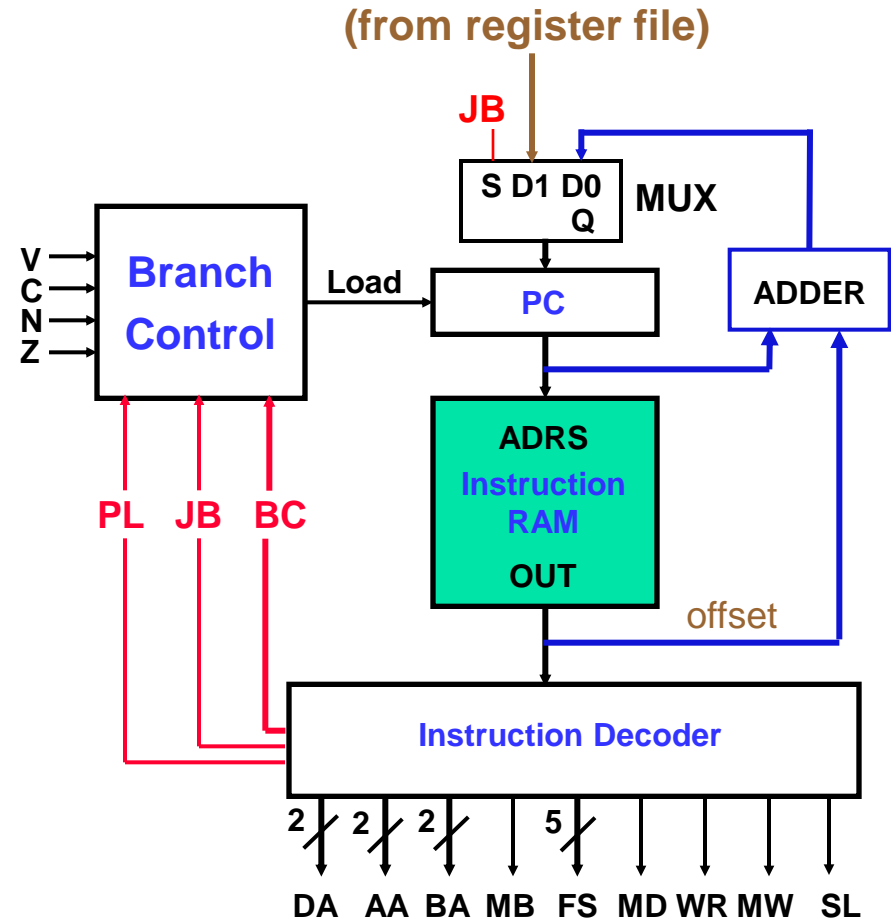 (from register file)
JB
S D1 D0
Q
MUX
V
C
N
Z
Branch
Control
Load
PC
ADDER
ADRS
Instruction
RAM
OUT
PL JB BC
offset
Instruction Decoder
2 2 2 5
DA AA BA MB FS MD WR MW SL